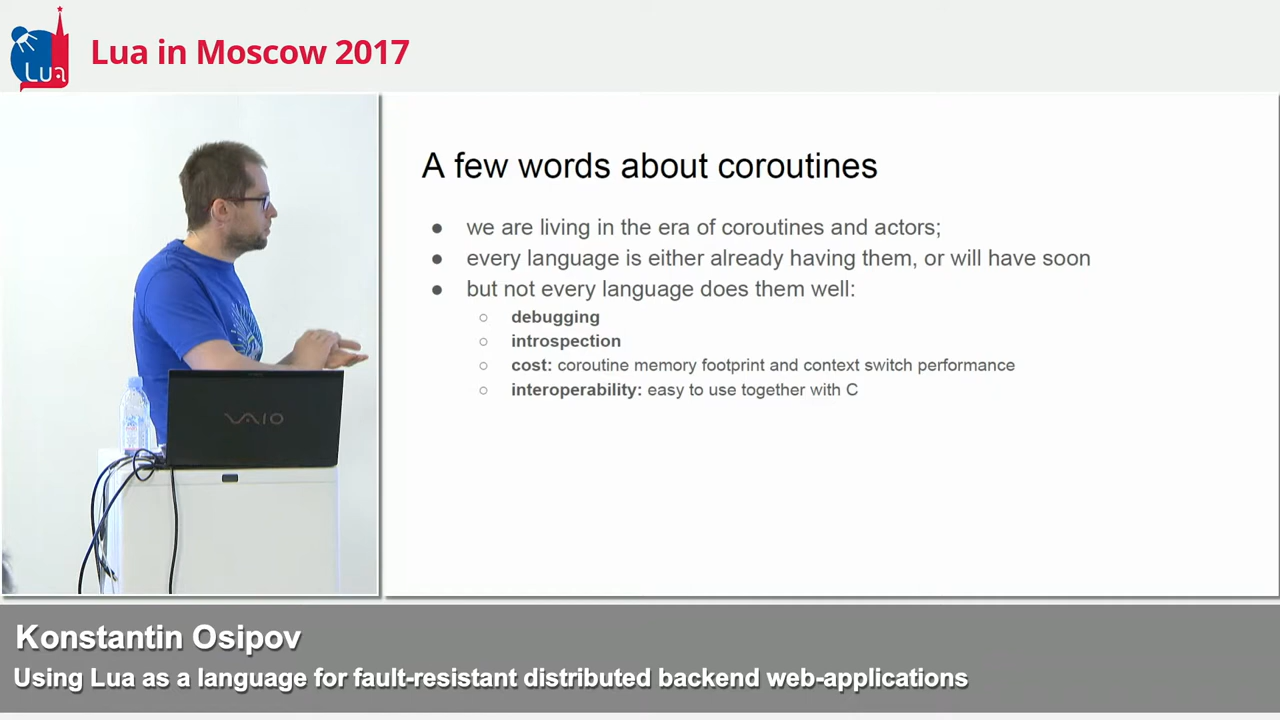 Lua
Lua in Moscow 2017
VAIO
A few words about coroutines
● we are living in the era of coroutines and actors;
● every language is either already having them, or will have soon
● but not every language does them well:
○ debugging
○ introspection
○ cost: coroutine memory footprint and context switch performance
○ interoperability: easy to use together with C
Konstantin Osipov
Using Lua as a language for fault-resistant distributed backend web-applications